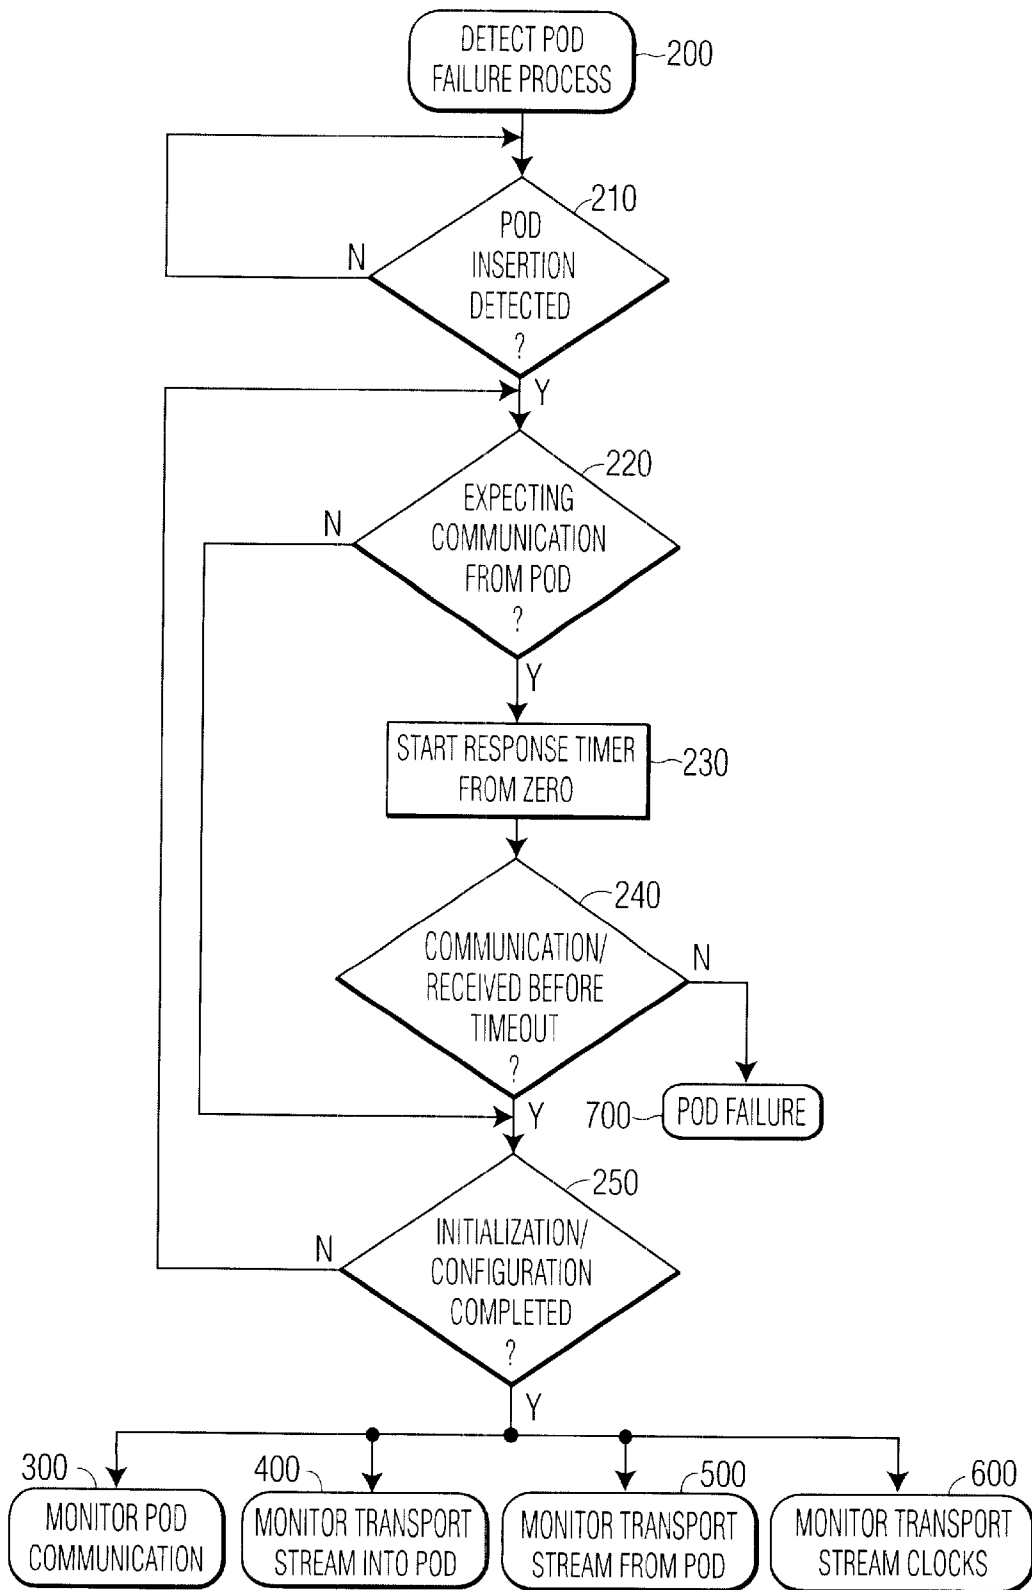 DETECT POD
FAILURE PROCESS
200
210
POD
INSERTION
DETECTED
?
N
Y
220
EXPECTING
COMMUNICATION
FROM POD
?
N
Y
START RESPONSE TIMER
FROM ZERO
230
240
COMMUNICATION/
RECEIVED BEFORE
TIMEOUT
?
N
Y
700
POD FAILURE
250
INITIALIZATION/
CONFIGURATION
COMPLETED
?
N
Y
300
MONITOR POD
COMMUNICATION
400
MONITOR TRANSPORT
STREAM INTO POD
500
MONITOR TRANSPORT
STREAM FROM POD
600
MONITOR TRANSPORT
STREAM CLOCKS